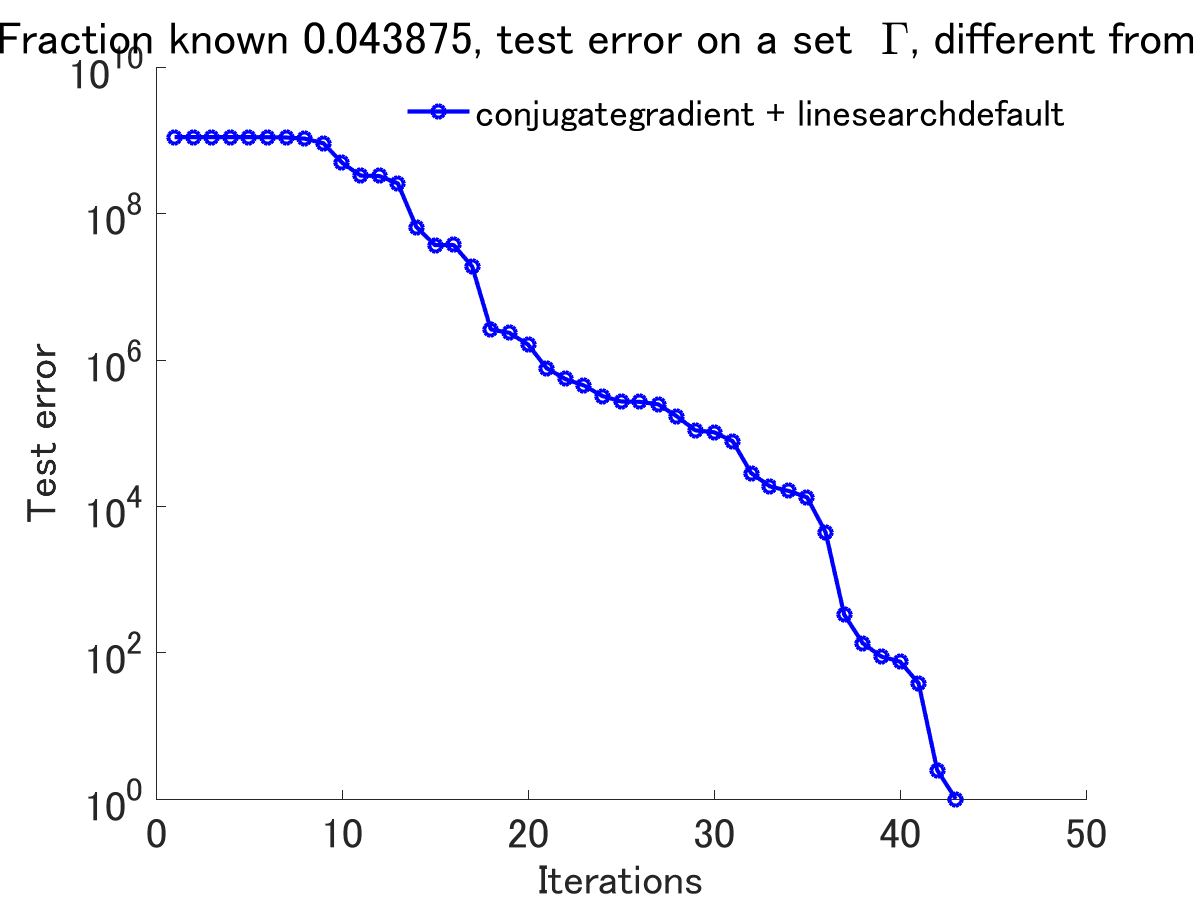 Fraction known 0.043875, test error on a set Γ, different from
conjugategradient + linesearchdefault
10^10
10^8
10^6
10^4
10^2
10^0
Test error
0 10 20 30 40 50
Iterations